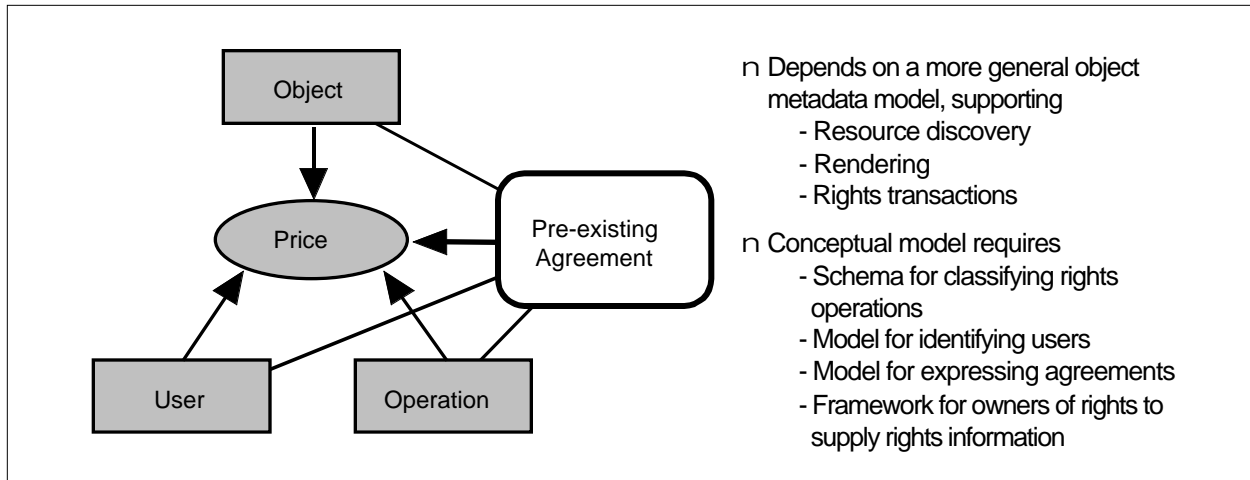 Object
Price
Pre-existing
Agreement
User
Operation
n Depends on a more general object
metadata model, supporting
- Resource discovery
- Rendering
- Rights transactions
n Conceptual model requires
- Schema for classifying rights
operations
- Model for identifying users
- Model for expressing agreements
- Framework for owners of rights to
supply rights information